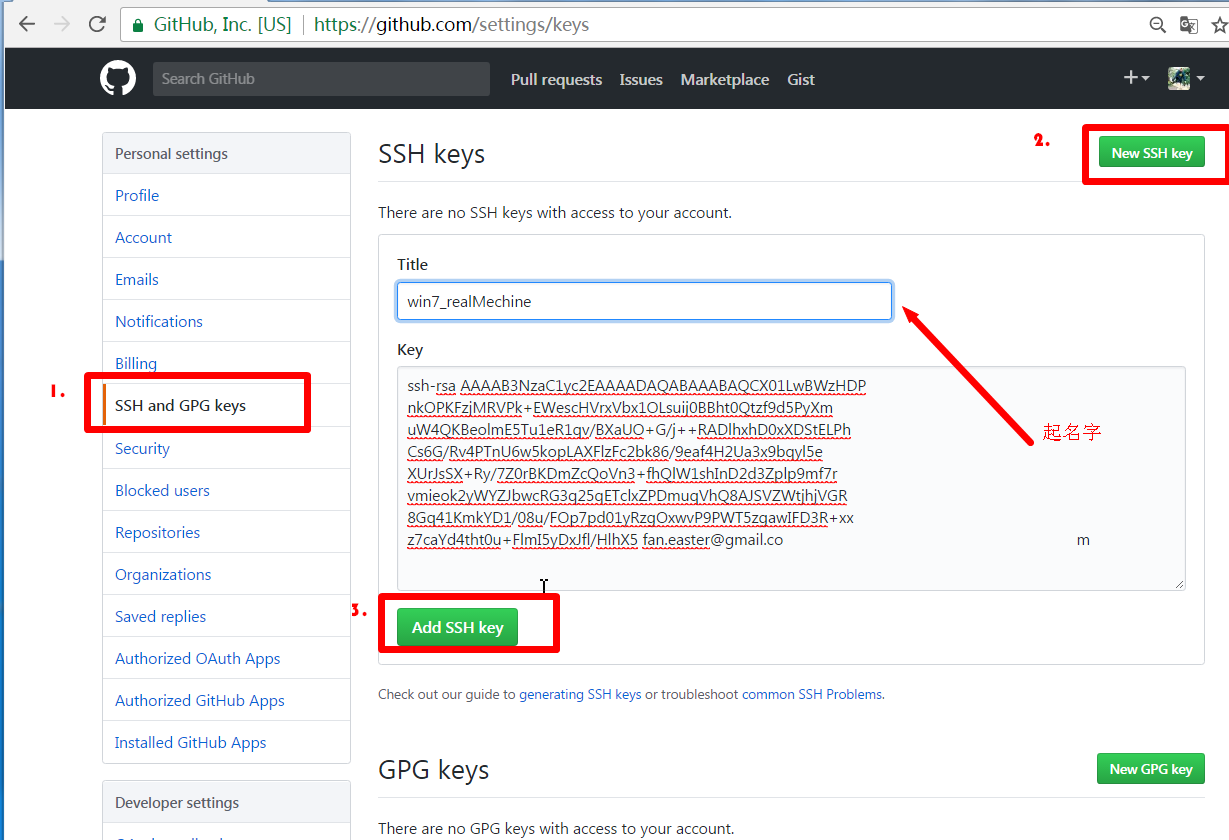 GitHub, Inc. [US] https://github.com/settings/keys
Search GitHub
Pull requests Issues Marketplace Gist
Personal settings
Profile
Account
Emails
Notifications
Billing
1.
SSH and GPG keys
Security
Blocked users
Repositories
Organizations
Saved replies
Authorized OAuth Apps
Authorized GitHub Apps
Installed GitHub Apps
Developer settings
SSH keys
2.
New SSH key
There are no SSH keys with access to your account.
Title
win7_realMechine
起名字
Key
ssh-rsa AAAAB3NzaC1yc2EAAAADAQABAAABAQCX01LwBWzHDP
nkOPKFzjMRVPk+EWescHVrxVbx1OLsuij0BBht0Qtzf9d5PyXm
uW4QKBeolmE5Tu1eR1qv/BXaUO+G/j++RADlhxhD0xXDStELPh
Cs6G/Rv4PTnU6w5kopLAXFlzFc2bk86/9eaf4H2Ua3x9bqyl5e
XUrJsSX+Ry/7Z0rBKDmZcQoVn3+fhQlW1shInD2d3Zplp9mf7r
vmieok2yWYZJbwcRG3q25qETclxZPDmuqVhQ8AJSVZWtjhjVGR
8Gq41KmkYD1/08u/FOp7pd01yRzqOxwvP9PWT5zqawIFD3R+xx
z7caYd4tht0u+FlmI5yDxJfl/HlhX5 fan.easter@gmail.co m
3.
Add SSH key
Check out our guide to generating SSH keys or troubleshoot common SSH Problems.
GPG keys
New GPG key
There are no GPG keys with access to your account.